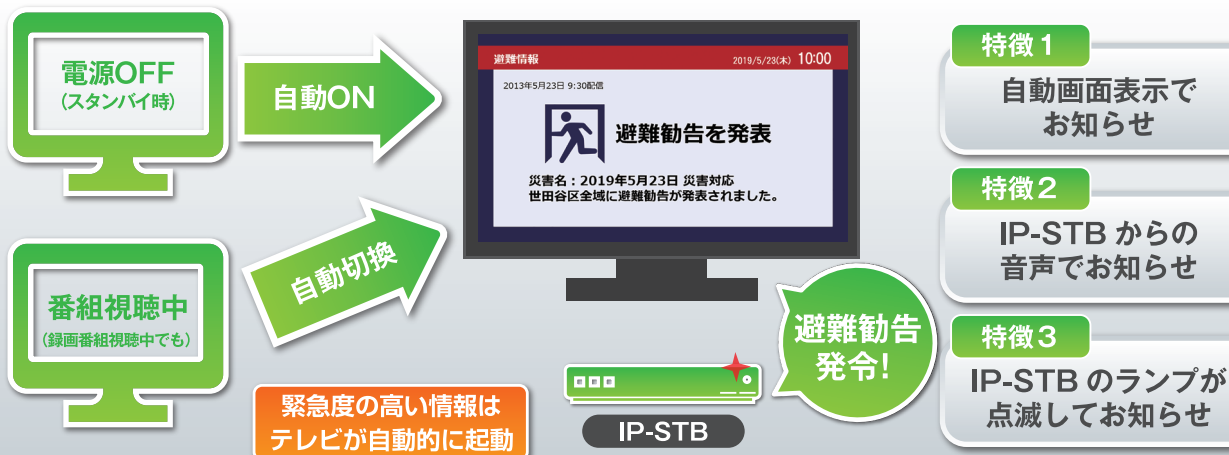 電源OFF
(スタンバイ時)
自動ON
番組視聴中
(録画番組視聴中でも)
自動切換
緊急度の高い情報は
テレビが自動的に起動
避難情報
2019/5/23(木) 10:00
2013年5月23日 9:30配信
避難勧告を発表
災害名：2019年5月23日 災害対応
世田谷区全域に避難勧告が発表されました。
避難勧告
発令!
IP-STB
特徴1
自動画面表示で
お知らせ
特徴2
IP-STB からの
音声でお知らせ
特徴3
IP-STB のランプが
点滅してお知らせ